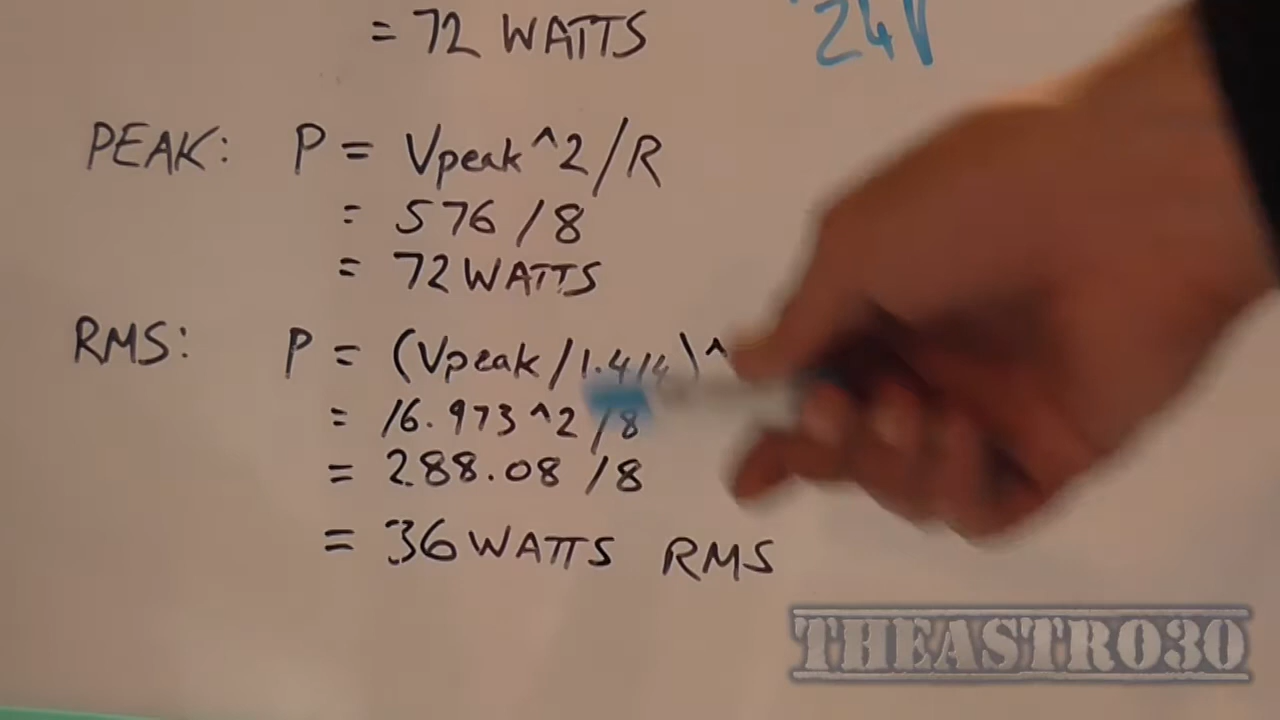 = 72 WATTS
24V
PEAK: P = Vpeak^2/R
= 576/8
= 72 WATTS
RMS: P = (Vpeak/1.414)^
= 16.973^2/8
= 288.08/8
= 36 WATTS RMS
THEASTRO30